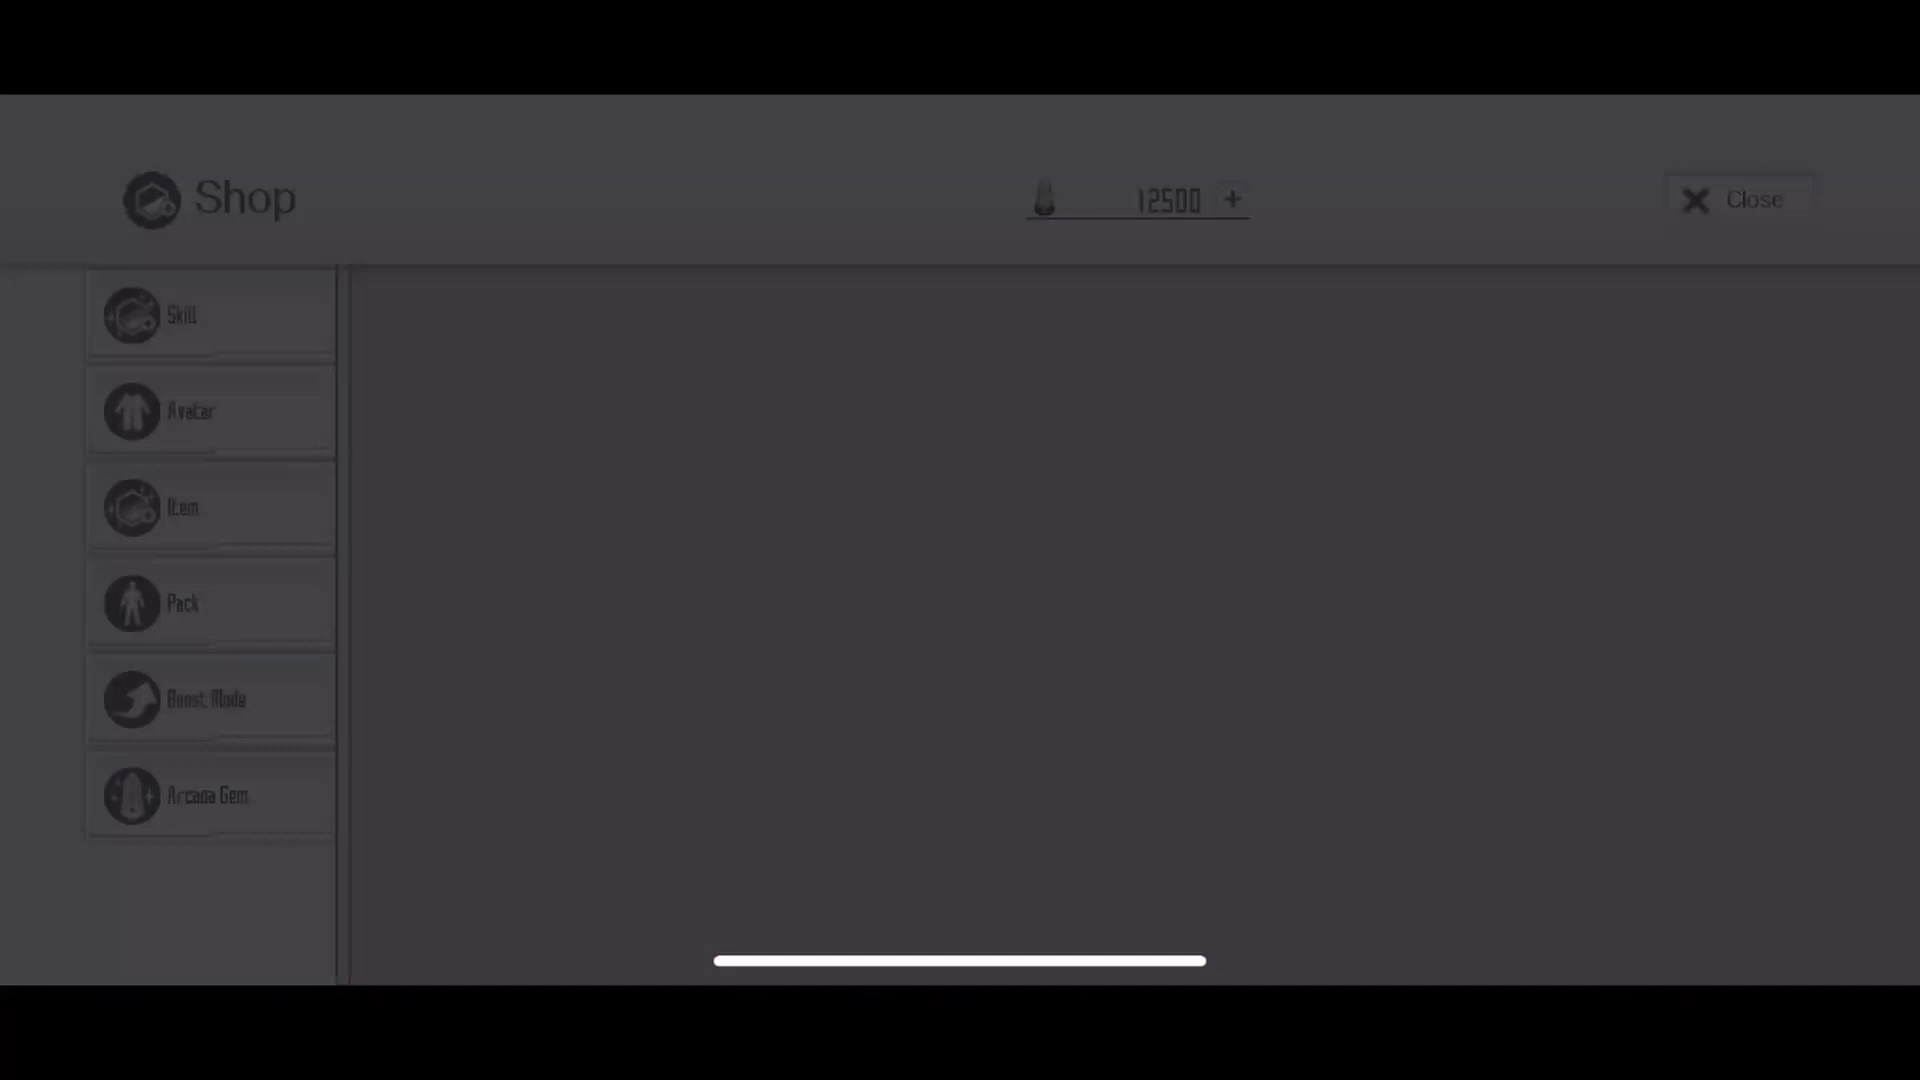 Shop
12500 +
Close
Skill
Avatar
Item
Pack
Boost Mode
Arcana Gem